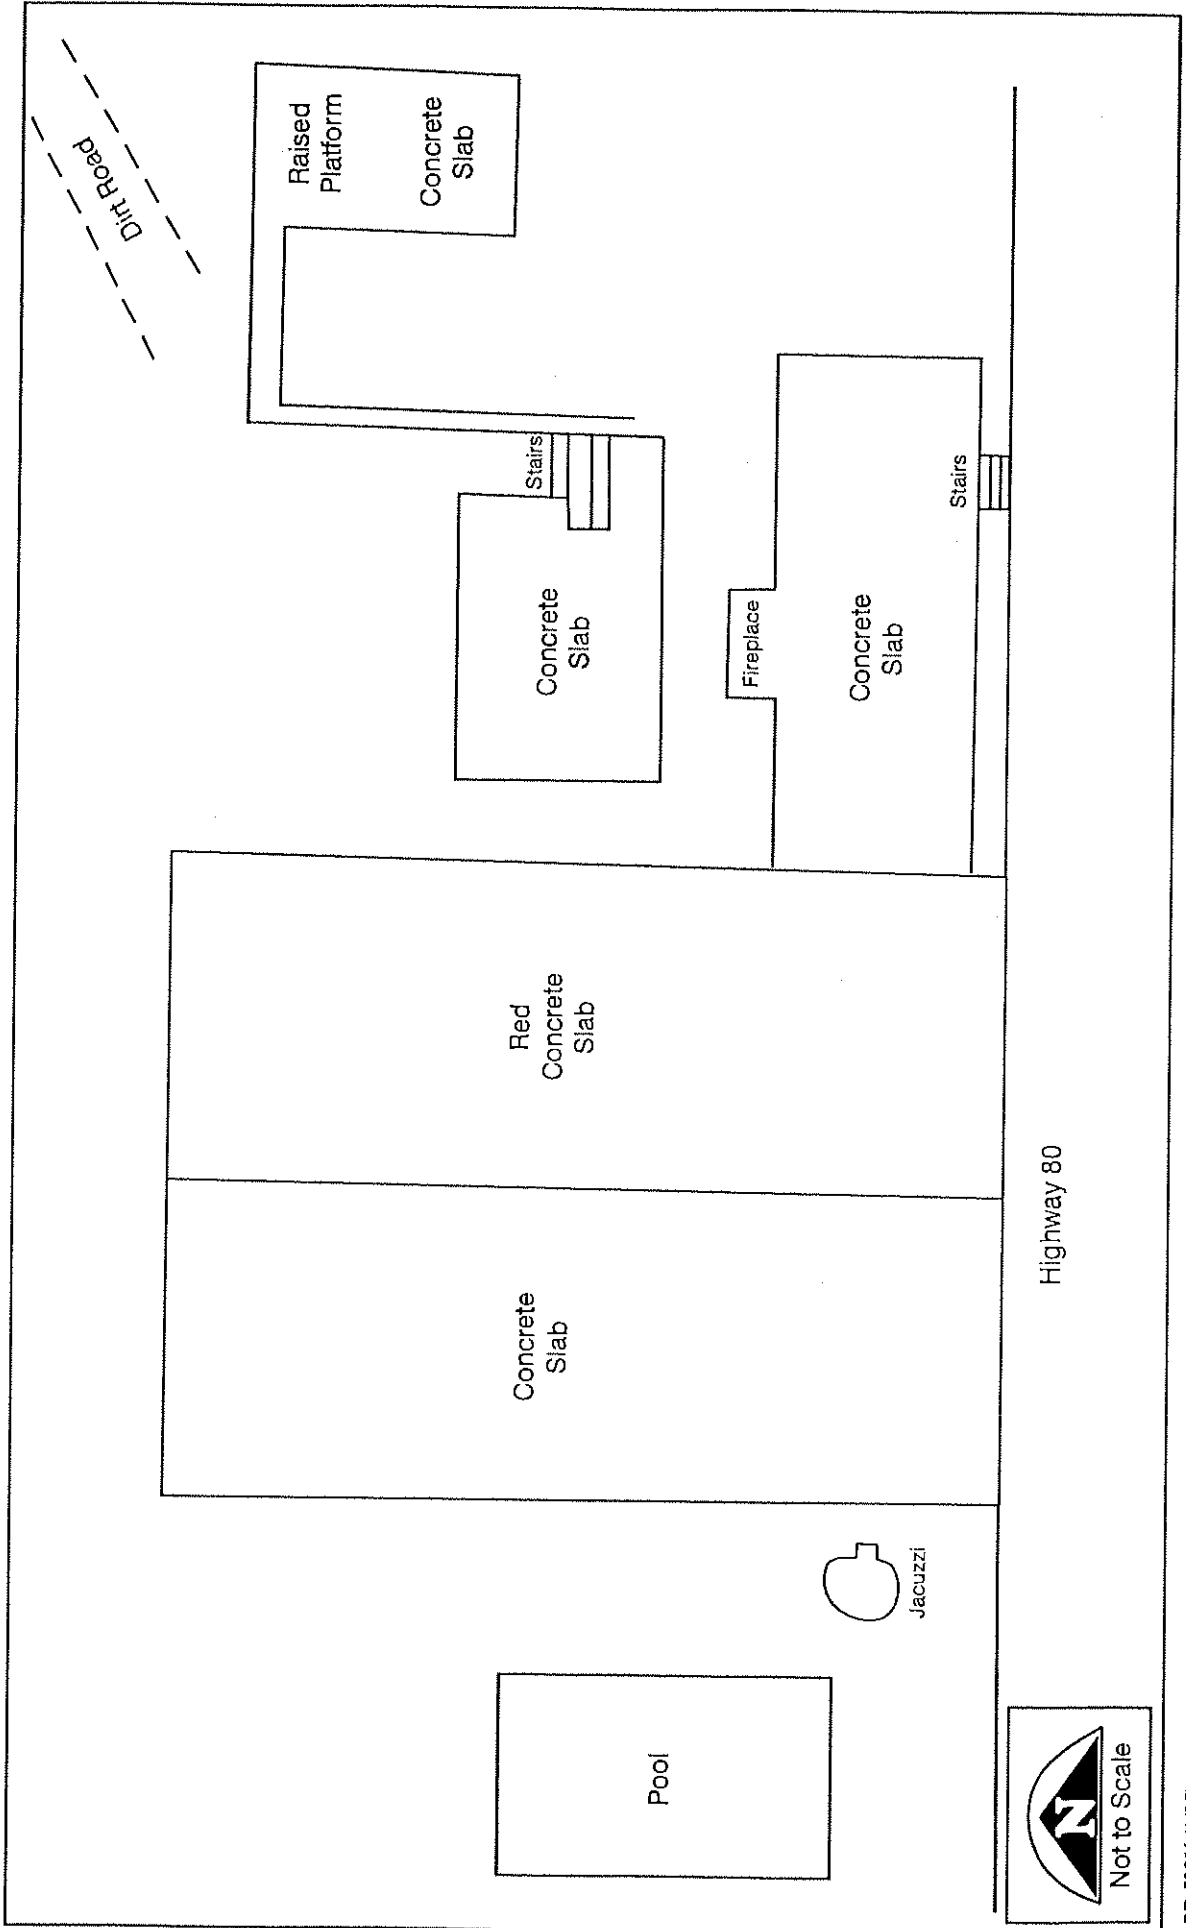 Dirt Road
Raised
Platform
Concrete
Slab
Stairs
Concrete
Slab
Fireplace
Stairs
Concrete
Slab
Red
Concrete
Slab
Concrete
Slab
Highway 80
Jacuzzi
Pool
N
Not to Scale